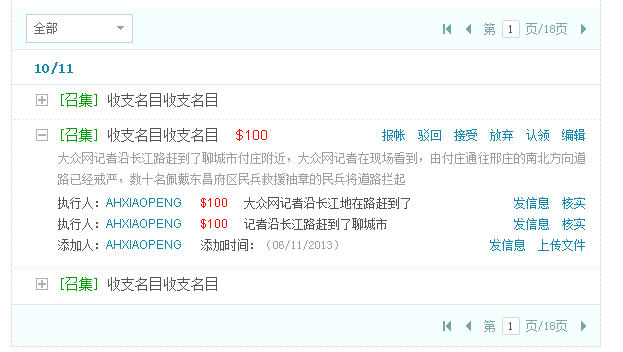 全部 第 1 页/18页
10/11
[召集] 收支名目收支名目
[召集] 收支名目收支名目 $100 报帐 驳回 接受 放弃 认领 编辑
大众网记者沿长江路赶到了聊城市付庄附近，大众网记者在现场看到，由付庄通往邢庄的南北方向道
路已经戒严，数十名佩戴东昌府区民兵救援袖章的民兵将道路拦起
执行人：AHXIAOPENG $100 大众网记者沿长江地在路赶到了 发信息 核实
执行人：AHXIAOPENG $100 记者沿长江路赶到了聊城市 发信息 核实
添加人：AHXIAOPENG 添加时间：（06/11/2013） 发信息 上传文件
[召集] 收支名目收支名目
第 1 页/18页